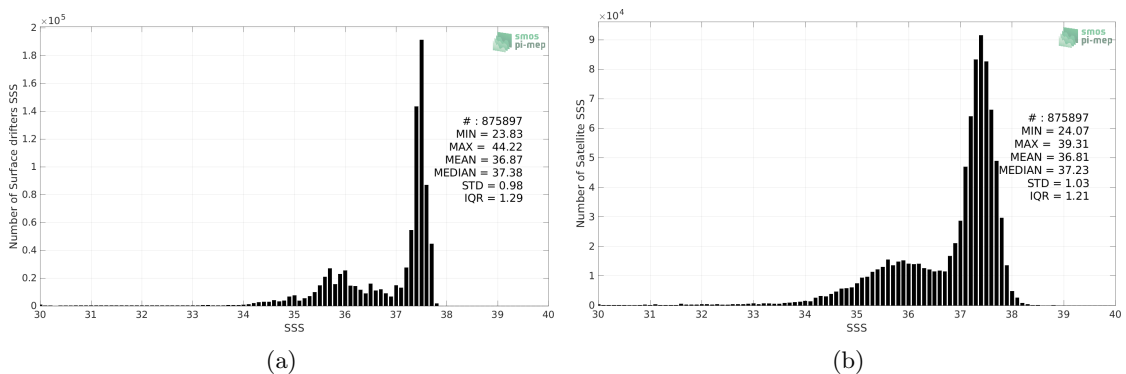 ×10⁵
2
1.8
1.6
1.4
1.2
1
0.8
0.6
0.4
0.2
0
30 31 32 33 34 35 36 37 38 39 40
Number of Surface drifters SSS
SSS
smos
pi-mep
# : 875897
MIN = 23.83
MAX = 44.22
MEAN = 36.87
MEDIAN = 37.38
STD = 0.98
IQR = 1.29
(a)
×10⁴
9
8
7
6
5
4
3
2
1
0
30 31 32 33 34 35 36 37 38 39 40
Number of Satellite SSS
SSS
smos
pi-mep
# : 875897
MIN = 24.07
MAX = 39.31
MEAN = 36.81
MEDIAN = 37.23
STD = 1.03
IQR = 1.21
(b)